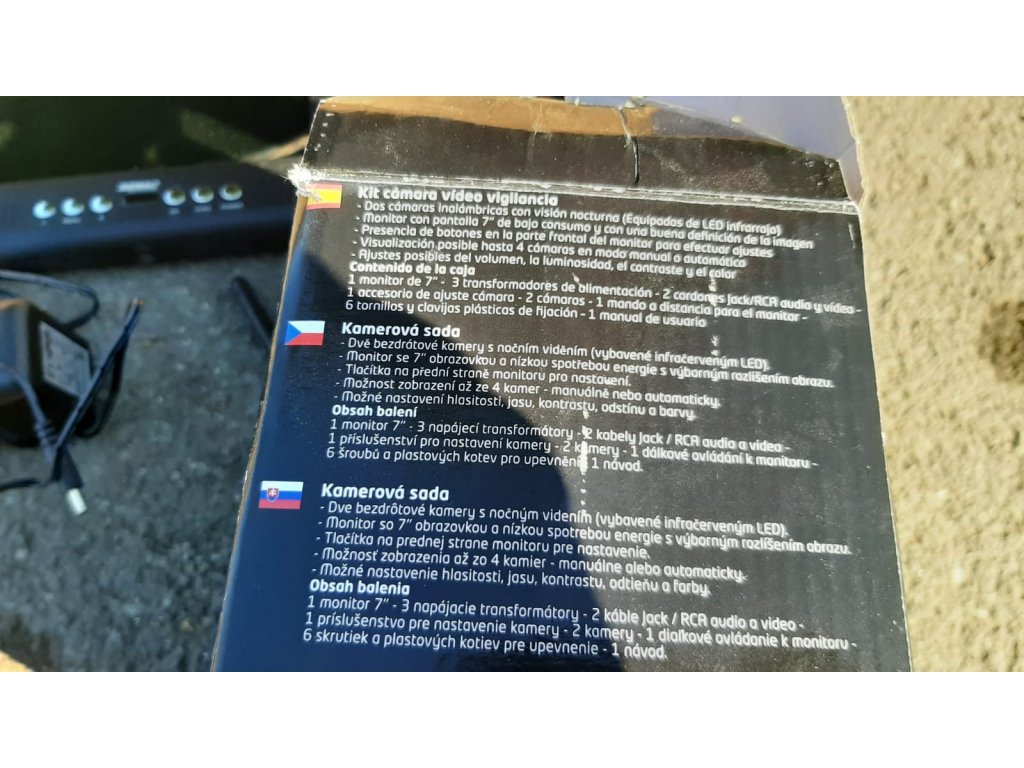 Kit cámara vídeo vigilancia
- Dos cámaras inalámbricas con visión nocturna (Equipadas de LED infrarrojo)
- Monitor con pantalla 7" de bajo consumo y con una buena definición de la imagen
- Presencia de botones en la parte frontal del monitor para efectuar ajustes
- Visualización posible hasta 4 cámaras en modo manual o automático
- Ajustes posibles del volumen, la luminosidad, el contraste y el color
Contenido de la caja
1 monitor de 7" - 3 transformadores de alimentación - 2 cordones Jack/RCA audio y vídeo -
1 accesorio de ajuste cámara - 2 cámaras - 1 mando a distancia para el monitor -
6 tornillos y clavijas plásticas de fijación - 1 manual de usuario
Kamerová sada
- Dvě bezdrátové kamery s nočním viděním (vybavené infračerveným LED).
- Monitor se 7" obrazovkou a nízkou spotřebou energie s výborným rozlišením obrazu.
- Tlačítka na přední straně monitoru pro nastavení.
- Možnost zobrazení až ze 4 kamer - manuálně nebo automaticky.
- Možné nastavení hlasitosti, jasu, kontrastu, odstínu a barvy.
Obsah balení
1 monitor 7" - 3 napájecí transformátory - 2 kabely Jack / RCA audio a video -
1 příslušenství pro nastavení kamery - 2 kamery - 1 dálkové ovládání k monitoru -
6 šroubů a plastových kotev pro upevnění - 1 návod.
Kamerová sada
- Dve bezdrôtové kamery s nočným videním (vybavené infračerveným LED).
- Monitor so 7" obrazovkou a nízkou spotrebou energie s výborným rozlíšením obrazu.
- Tlačítka na prednej strane monitoru pre nastavenie.
- Možnosť zobrazenia až zo 4 kamier - manuálne alebo automaticky.
- Možné nastavenie hlasitosti, jasu, kontrastu, odtieňu a farby.
Obsah balenia
1 monitor 7" - 3 napájacie transformátory - 2 káble Jack / RCA audio a video -
1 príslušenstvo pre nastavenie kamery - 2 kamery - 1 diaľkové ovládanie k monitoru -
6 skrutiek a plastových kotiev pre upevnenie - 1 návod.